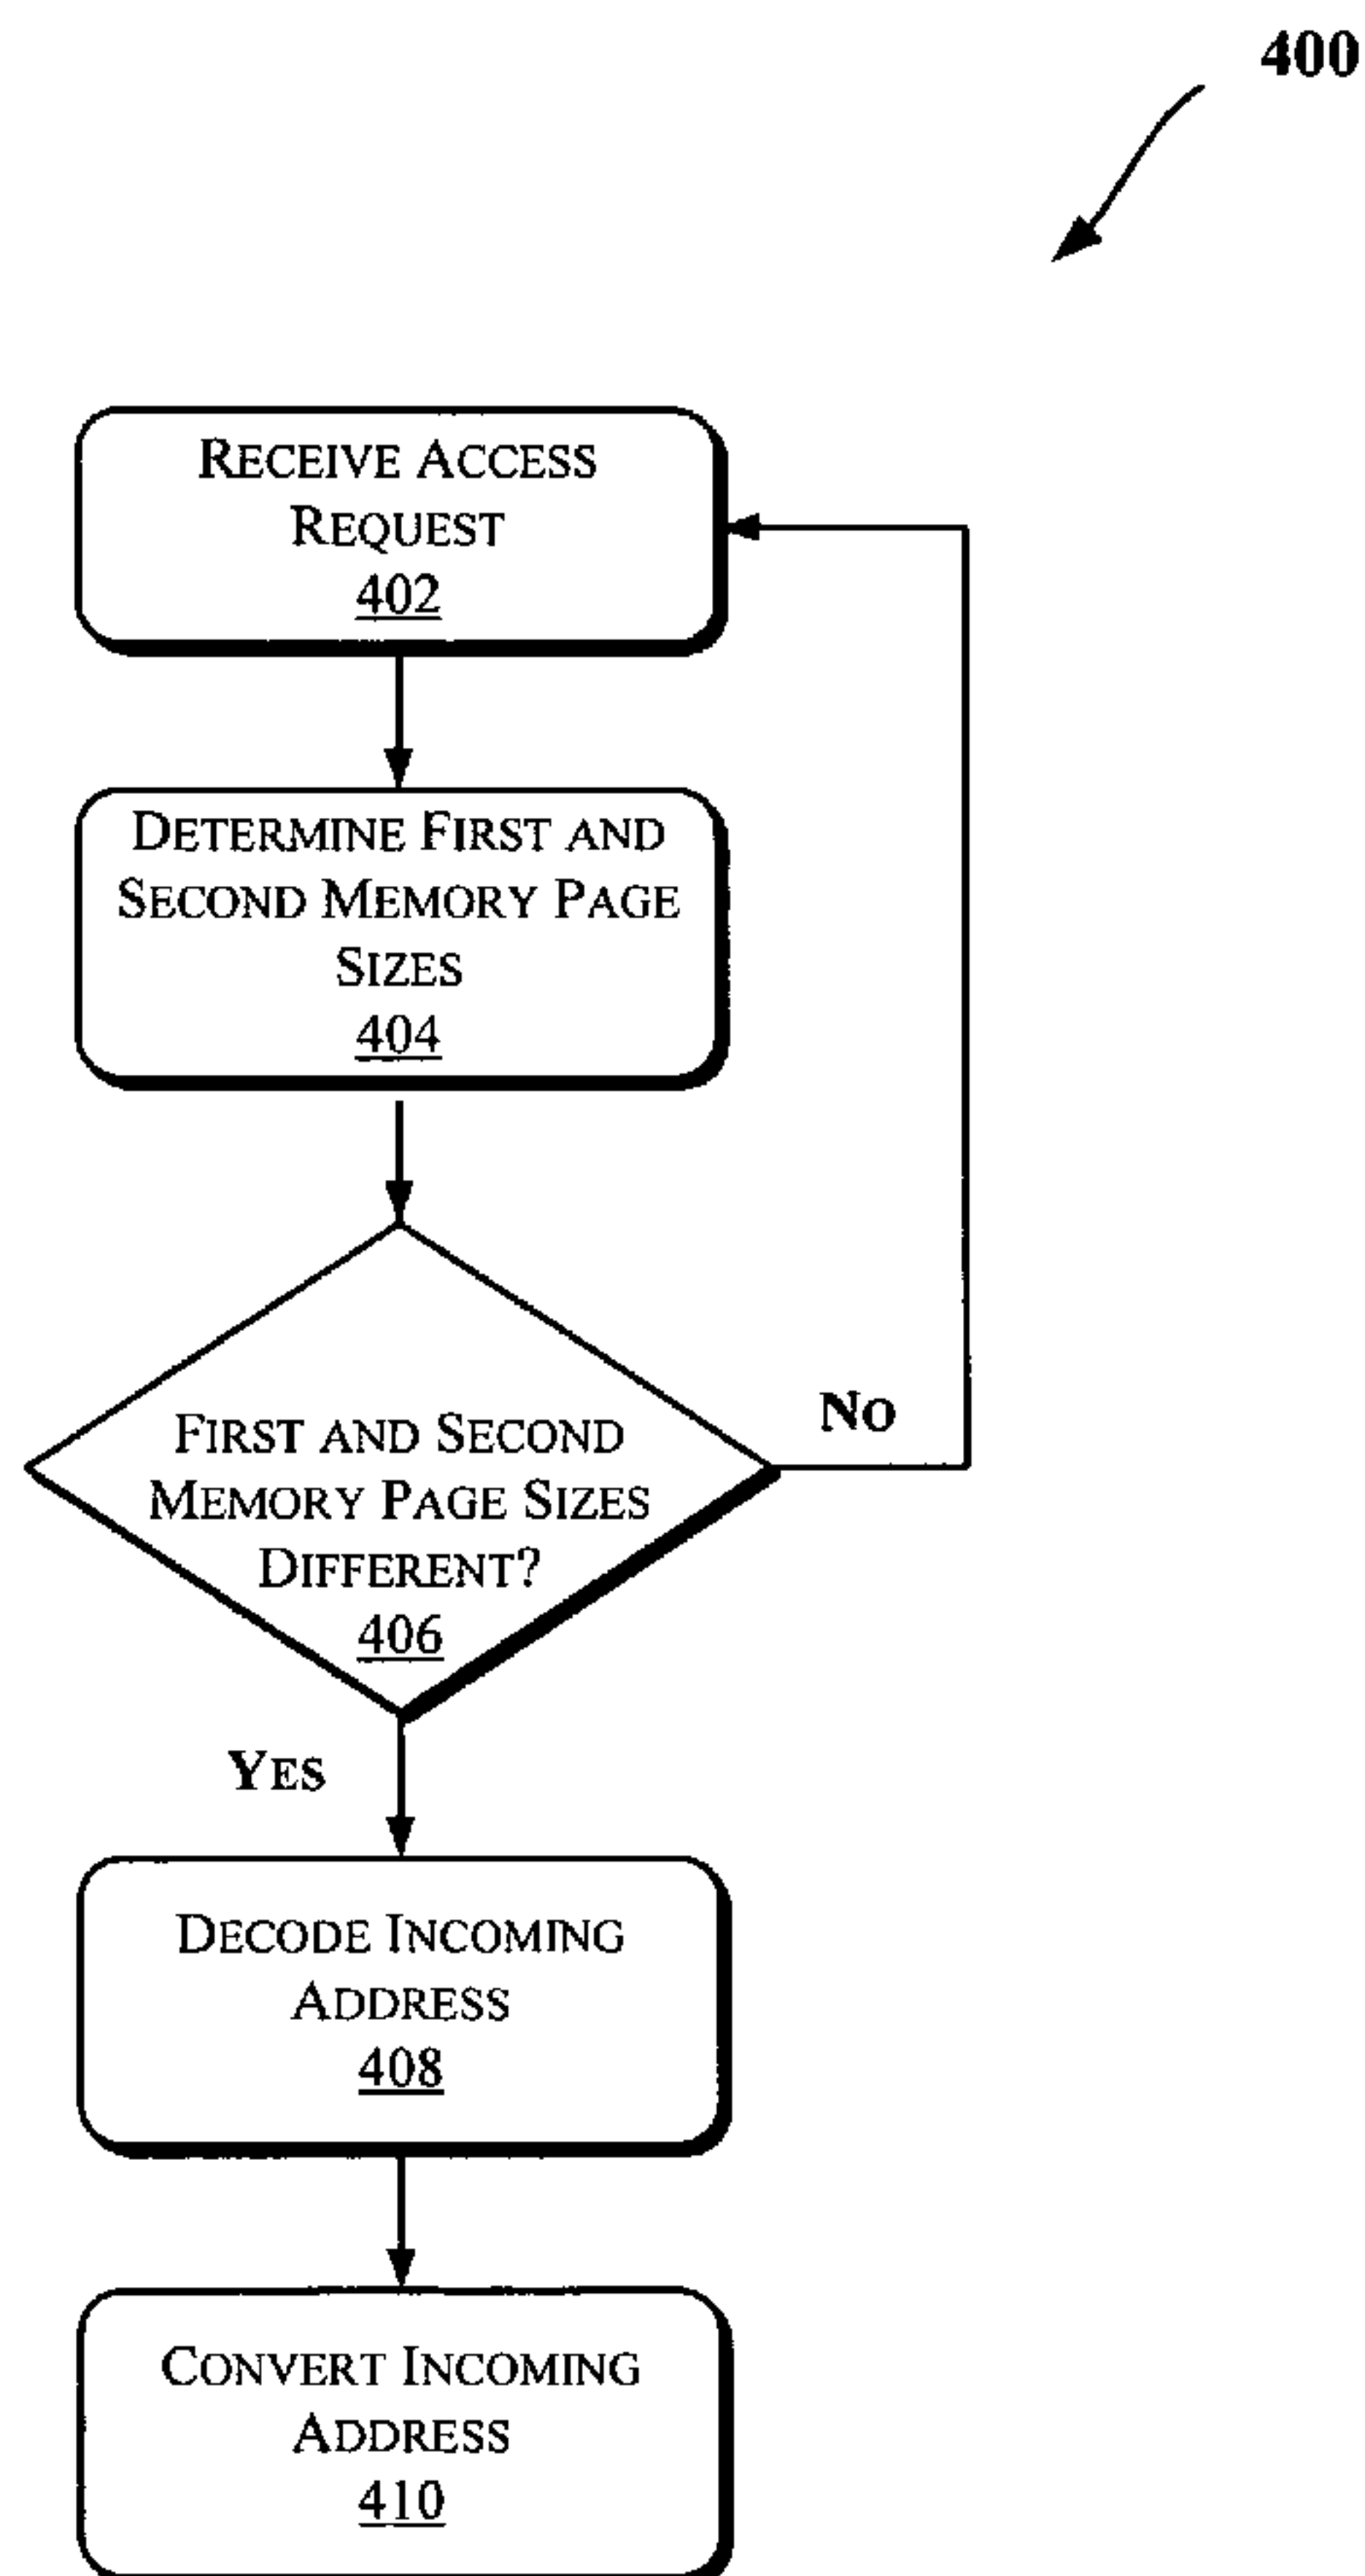 400
RECEIVE ACCESS
REQUEST
402
DETERMINE FIRST AND
SECOND MEMORY PAGE
SIZES
404
FIRST AND SECOND
MEMORY PAGE SIZES
DIFFERENT?
406
NO
YES
DECODE INCOMING
ADDRESS
408
CONVERT INCOMING
ADDRESS
410